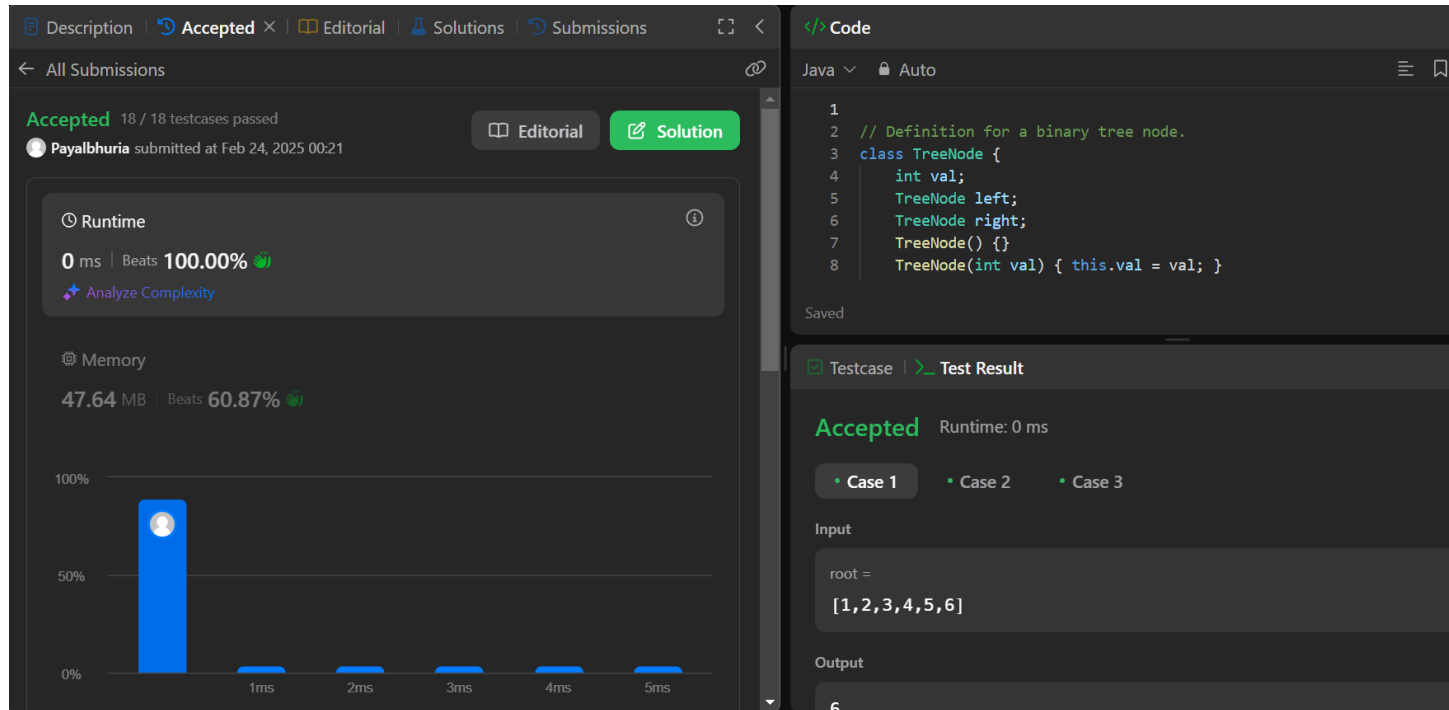 Description Accepted Editorial Solutions Submissions
All Submissions
Accepted 18 / 18 testcases passed
Payalbhuria submitted at Feb 24, 2025 00:21
Editorial
Solution
Runtime
0 ms Beats 100.00%
Analyze Complexity
Memory
47.64 MB Beats 60.87%
100%
50%
0%
1ms 2ms 3ms 4ms 5ms
</> Code
Java Auto
1
2 // Definition for a binary tree node.
3 class TreeNode {
4 int val;
5 TreeNode left;
6 TreeNode right;
7 TreeNode() {}
8 TreeNode(int val) { this.val = val; }
Saved
Testcase >_ Test Result
Accepted Runtime: 0 ms
• Case 1 • Case 2 • Case 3
Input
root =
[1,2,3,4,5,6]
Output
6